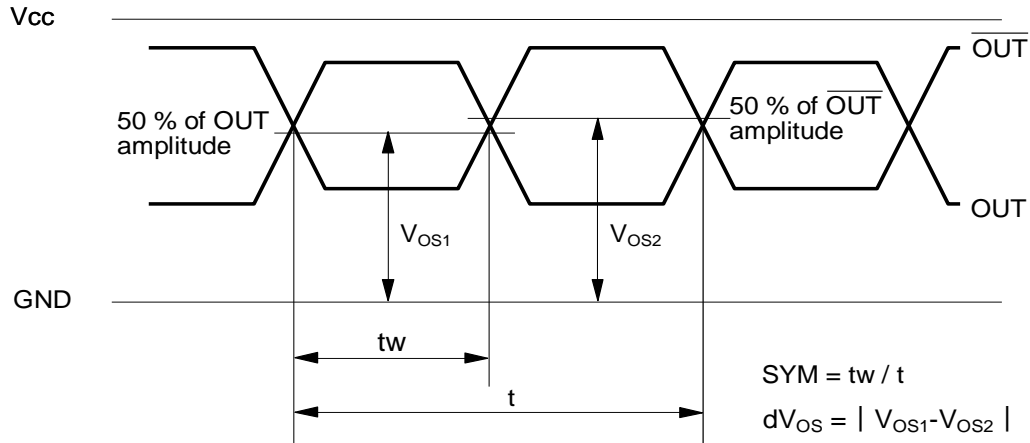 Vcc
OUT
50 % of OUT
amplitude
50 % of OUT
amplitude
VOS1
VOS2
OUT
GND
tw
t
SYM = tw / t
dVOS = | VOS1-VOS2 |